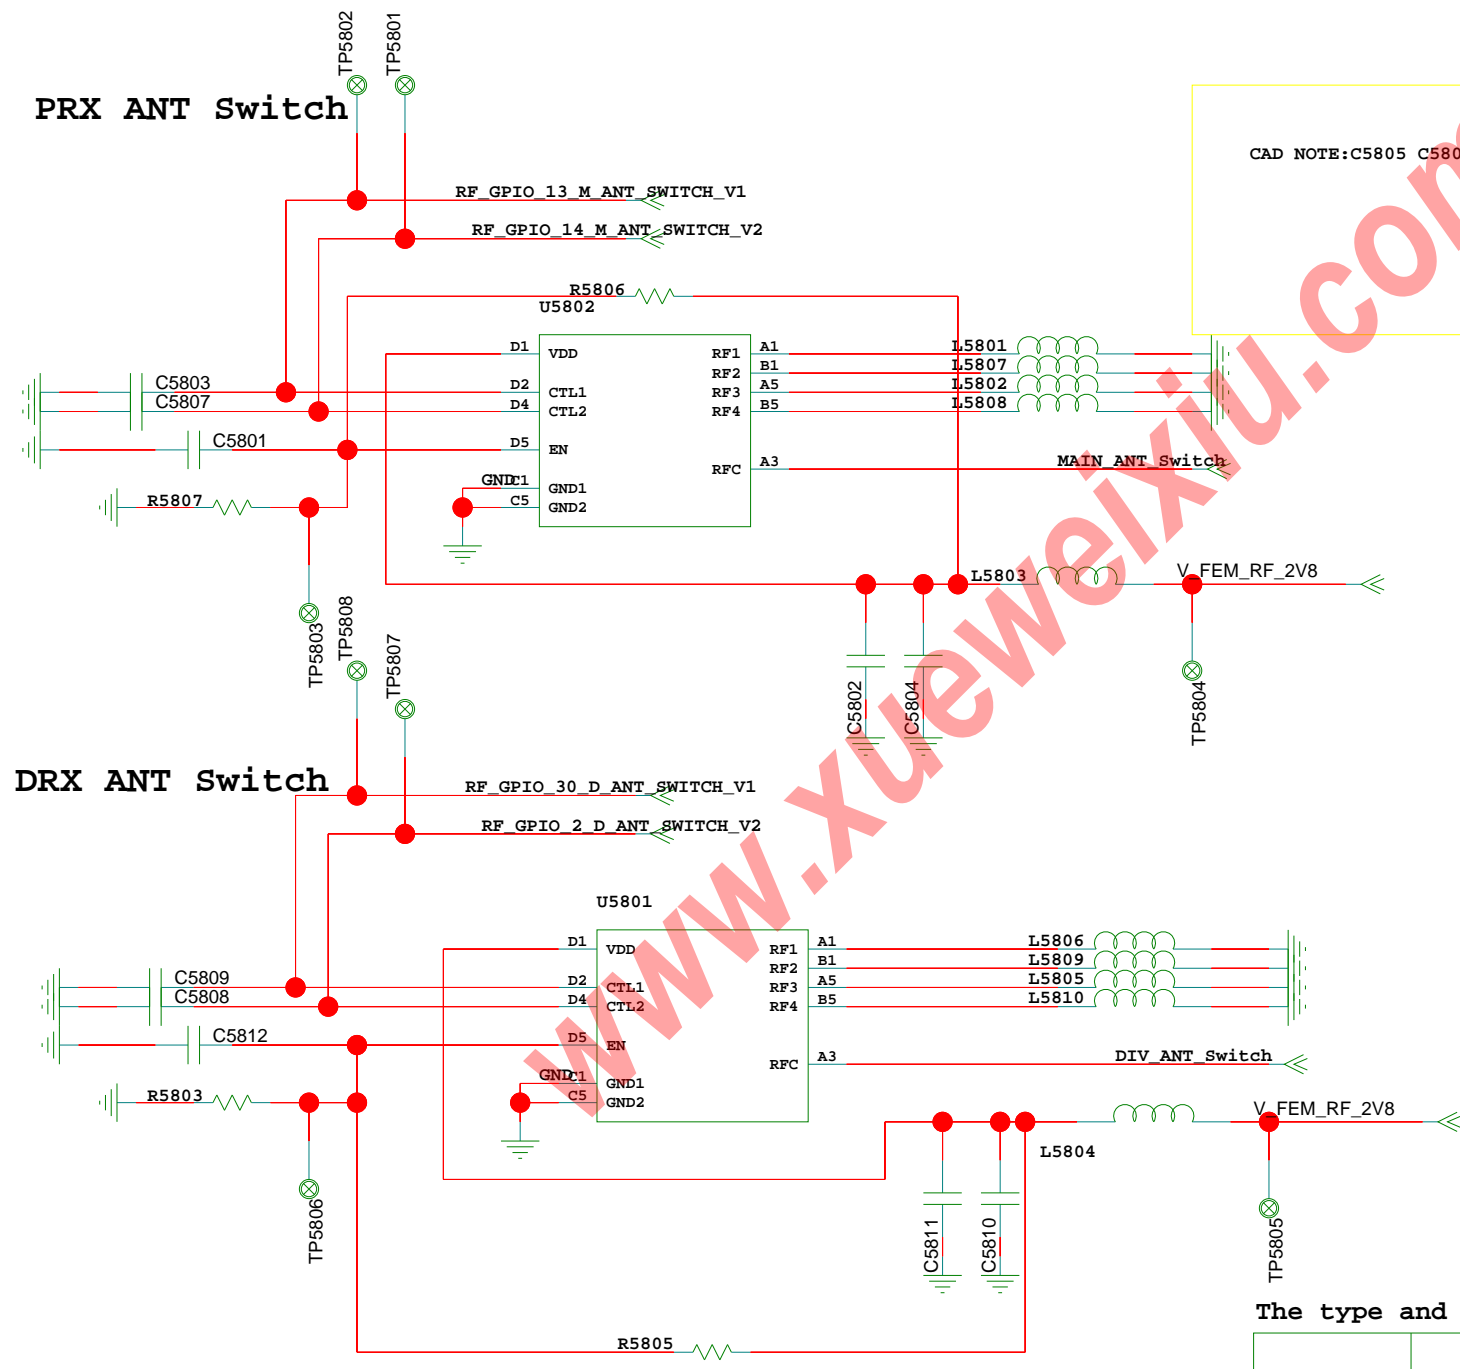 TP5802
TP5801
PRX ANT Switch
CAD NOTE:C5805 C580
RF_GPIO_13_M_ANT_SWITCH_V1
RF_GPIO_14_M_ANT_SWITCH_V2
R5806
U5802
D1 VDD
D2 CTL1
D4 CTL2
D5 EN
GND
C1 GND1
C5 GND2
RF1 A1
RF2 B1
RF3 A5
RF4 B5
RFC A3
L5801
L5807
L5802
L5808
MAIN_ANT_Switch
C5803
C5807
C5801
R5807
TP5803
L5803
V_FEM_RF_2V8
C5802
C5804
TP5804
TP5808
TP5807
DRX ANT Switch
RF_GPIO_30_D_ANT_SWITCH_V1
RF_GPIO_2_D_ANT_SWITCH_V2
U5801
D1 VDD
D2 CTL1
D4 CTL2
D5 EN
GND
C1 GND1
C5 GND2
RF1 A1
RF2 B1
RF3 A5
RF4 B5
RFC A3
L5806
L5809
L5805
L5810
DIV_ANT_Switch
C5809
C5808
C5812
R5803
TP5806
V_FEM_RF_2V8
L5804
C5811
C5810
TP5805
R5805
The type and
www.xueweixiu.com